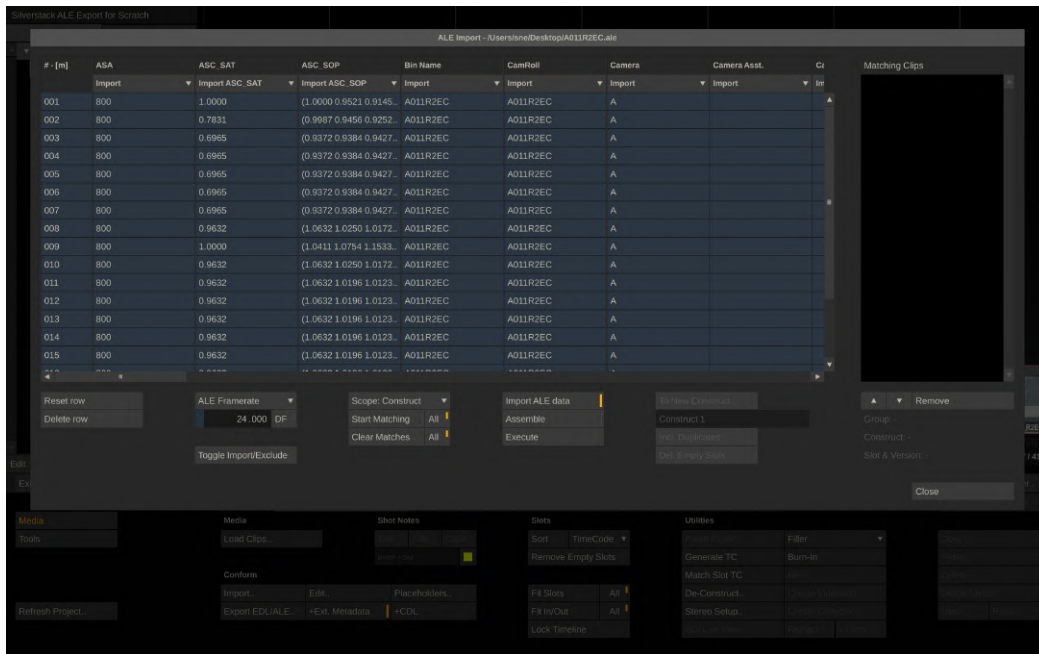 Silverstack ALE Export for Scratch
ALE Import - /Users/sne/Desktop/A011R2EC.ale
# - [m] ASA ASC_SAT ASC_SOP Bin Name CamRoll Camera Camera Asst. Matching Clips
Import Import ASC_SAT Import ASC_SOP Import Import Import Import
001 800 1.0000 (1.0000 0.9521 0.9145.. A011R2EC A011R2EC A
002 800 0.7831 (0.9987 0.9456 0.9252.. A011R2EC A011R2EC A
003 800 0.6965 (0.9372 0.9384 0.9427.. A011R2EC A011R2EC A
004 800 0.6965 (0.9372 0.9384 0.9427.. A011R2EC A011R2EC A
005 800 0.6965 (0.9372 0.9384 0.9427.. A011R2EC A011R2EC A
006 800 0.6965 (0.9372 0.9384 0.9427.. A011R2EC A011R2EC A
007 800 0.6965 (0.9372 0.9384 0.9427.. A011R2EC A011R2EC A
008 800 0.9632 (1.0632 1.0250 1.0172.. A011R2EC A011R2EC A
009 800 1.0000 (1.0411 1.0754 1.1533.. A011R2EC A011R2EC A
010 800 0.9632 (1.0632 1.0250 1.0172.. A011R2EC A011R2EC A
011 800 0.9632 (1.0632 1.0196 1.0123.. A011R2EC A011R2EC A
012 800 0.9632 (1.0632 1.0196 1.0123.. A011R2EC A011R2EC A
013 800 0.9632 (1.0632 1.0196 1.0123.. A011R2EC A011R2EC A
014 800 0.9632 (1.0632 1.0196 1.0123.. A011R2EC A011R2EC A
015 800 0.9632 (1.0632 1.0196 1.0123.. A011R2EC A011R2EC A
Reset row ALE Framerate Scope: Construct Import ALE data To New Construct Remove
Delete row 24.000 DF Start Matching All Assemble Construct 1 Group: -
Clear Matches All Execute Incl. Duplicates Construct: -
Toggle Import/Exclude Del. Empty Slots Slot & Version: -
Edit
Close
Media Media Shot Notes Slots Utilities
Tools Load Clips.. Sort TimeCode Filler
Remove Empty Slots Generate TC Burn-In
Conform Match Slot TC
Import.. Edit.. Placeholders.. Fit Slots All De-Construct..
Refresh Project.. Export EDL/ALE.. +Ext. Metadata +CDL Fit In/Out All Stereo Setup..
Lock Timeline